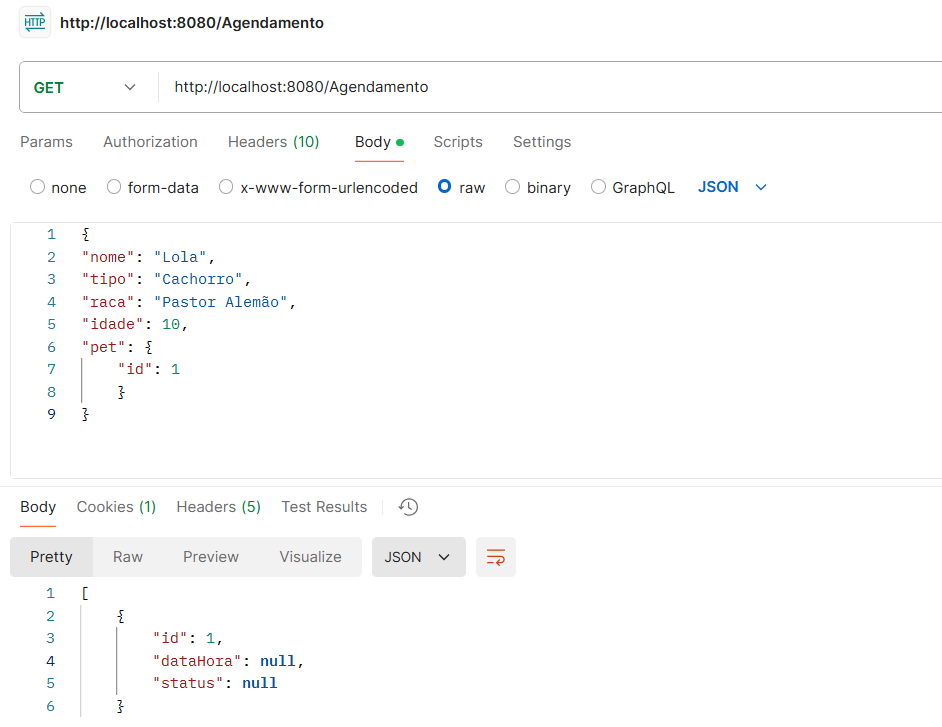 HTTP http://localhost:8080/Agendamento
GET http://localhost:8080/Agendamento
Params Authorization Headers (10) Body Scripts Settings
none form-data x-www-form-urlencoded raw binary GraphQL JSON
1 {
2 "nome": "Lola",
3 "tipo": "Cachorro",
4 "raca": "Pastor Alemão",
5 "idade": 10,
6 "pet": {
7 "id": 1
8 }
9 }
Body Cookies (1) Headers (5) Test Results
Pretty Raw Preview Visualize JSON
1 [
2 {
3 "id": 1,
4 "dataHora": null,
5 "status": null
6 }